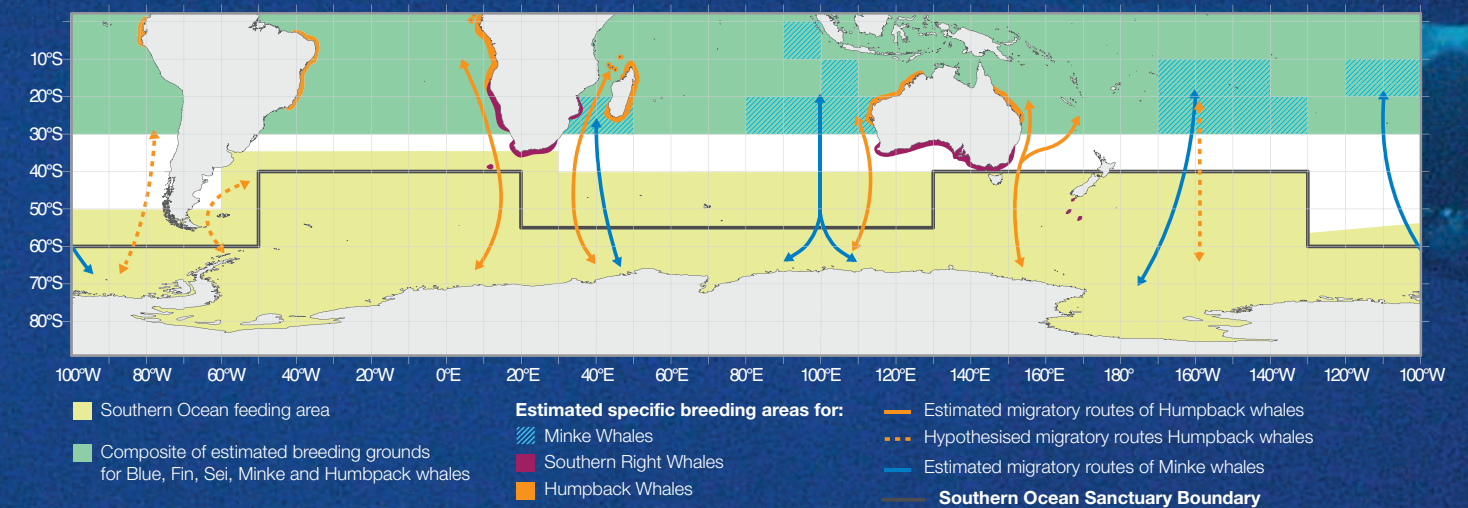 10°S
20°S
30°S
40°S
50°S
60°S
70°S
80°S
100°W 80°W 60°W 40°W 20°W 0°E 20°E 40°E 60°E 80°E 100°E 120°E 140°E 160°E 180° 160°W 140°W 120°W 100°W
Southern Ocean feeding area
Composite of estimated breeding grounds
for Blue, Fin, Sei, Minke and Humbpack whales
Estimated specific breeding areas for:
Minke Whales
Southern Right Whales
Humpback Whales
Estimated migratory routes of Humpback whales
Hypothesised migratory routes Humpback whales
Estimated migratory routes of Minke whales
Southern Ocean Sanctuary Boundary